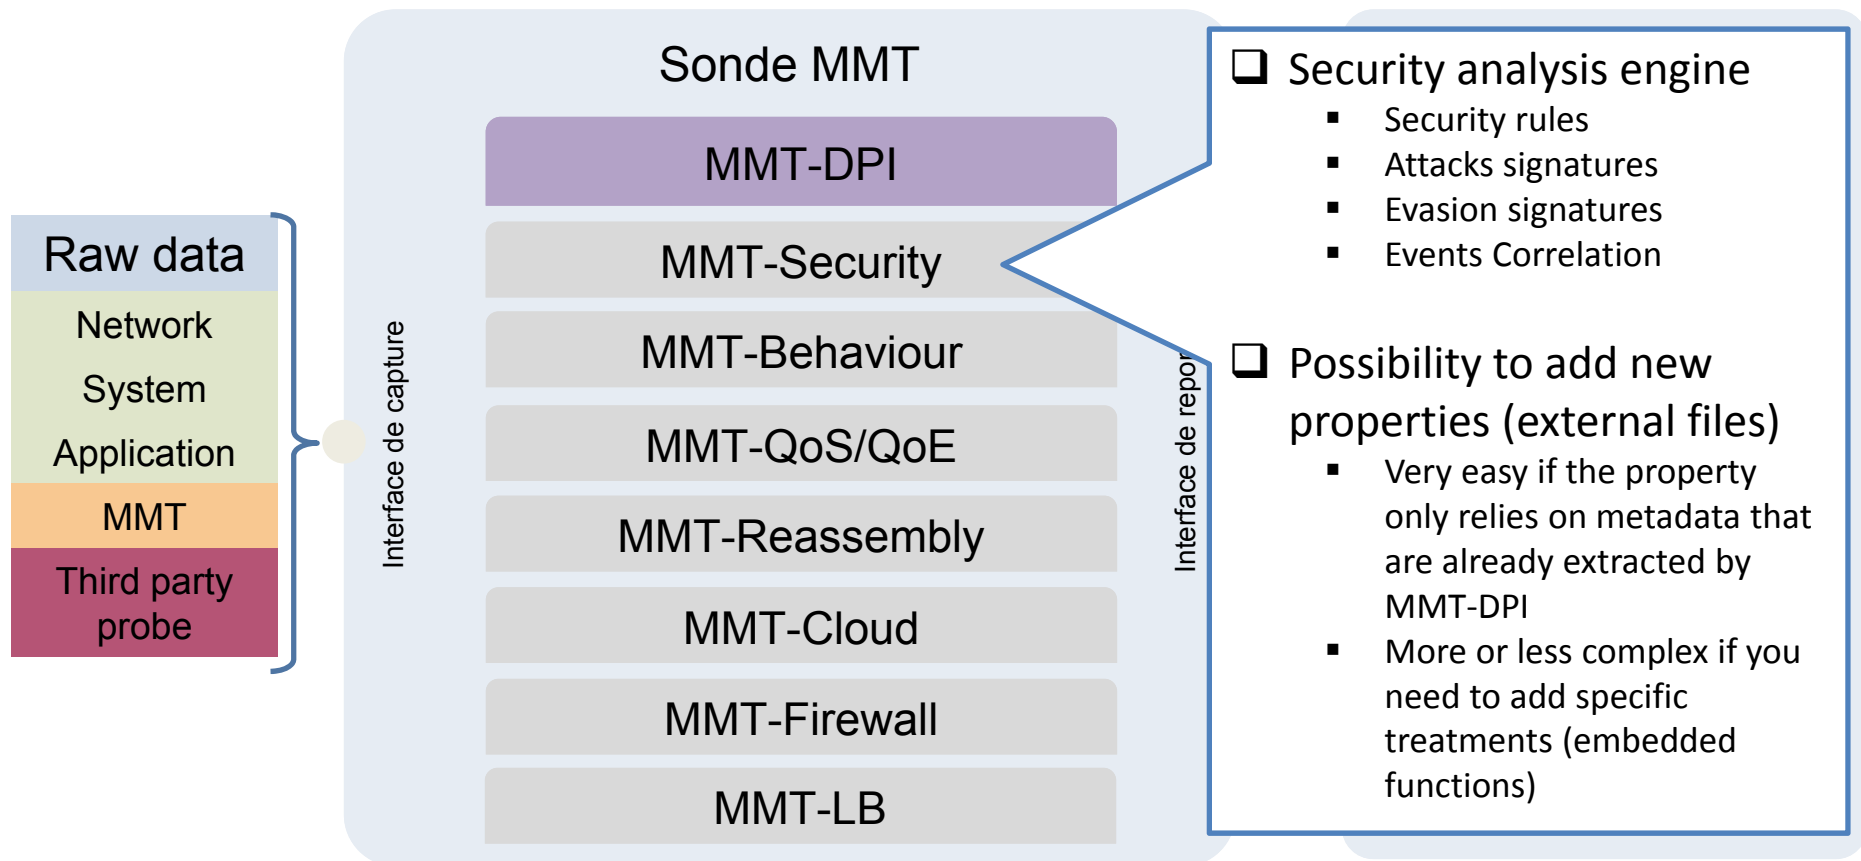 Sonde MMT
MMT-DPI
MMT-Security
MMT-Behaviour
MMT-QoS/QoE
MMT-Reassembly
MMT-Cloud
MMT-Firewall
MMT-LB
Raw data
Network
System
Application
MMT
Third party
probe
Interface de capture
Interface de repor
Security analysis engine
Security rules
Attacks signatures
Evasion signatures
Events Correlation
Possibility to add new
properties (external files)
Very easy if the property
only relies on metadata that
are already extracted by
MMT-DPI
More or less complex if you
need to add specific
treatments (embedded
functions)